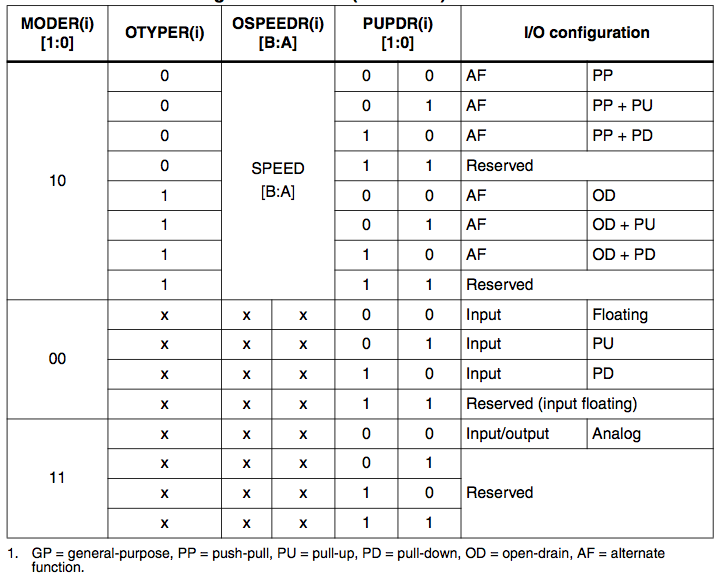 MODER(i) [1:0] OTYPER(i) OSPEEDR(i) [B:A] PUPDR(i) [1:0] I/O configuration
10 SPEED [B:A]
0 0 0 AF PP
0 0 1 AF PP + PU
0 1 0 AF PP + PD
0 1 1 Reserved
1 0 0 AF OD
1 0 1 AF OD + PU
1 1 0 AF OD + PD
1 1 1 Reserved
00
x x x 0 0 Input Floating
x x x 0 1 Input PU
x x x 1 0 Input PD
x x x 1 1 Reserved (input floating)
11
x x x 0 0 Input/output Analog
x x x 0 1
x x x 1 0 Reserved
x x x 1 1
1. GP = general-purpose, PP = push-pull, PU = pull-up, PD = pull-down, OD = open-drain, AF = alternate
function.